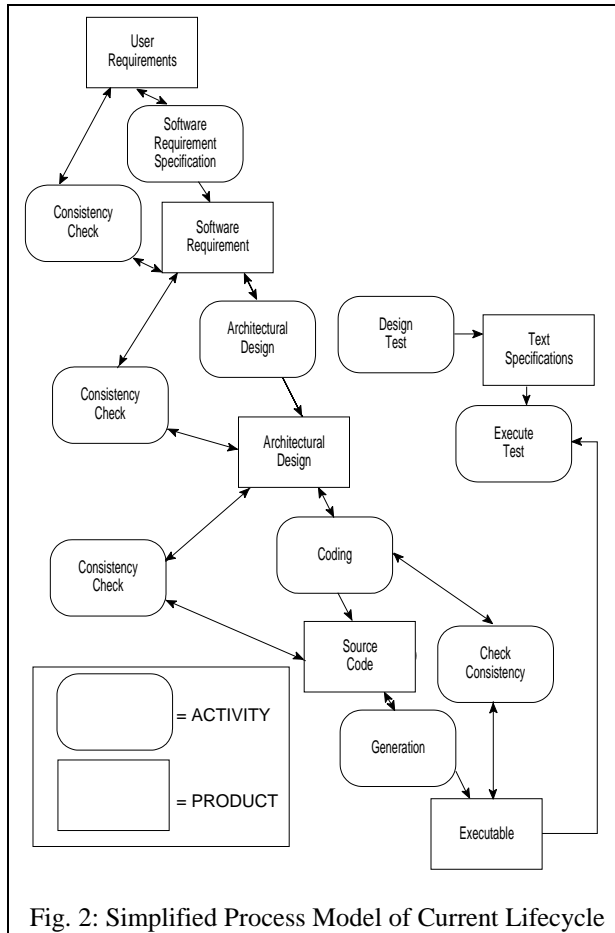 User
Requirements
Software
Requirement
Specification
Consistency
Check
Software
Requirement
Architectural
Design
Design
Test
Text
Specifications
Consistency
Check
Execute
Test
Architectural
Design
Coding
Consistency
Check
Source
Code
Check
Consistency
= ACTIVITY
Generation
= PRODUCT
Executable
Fig. 2: Simplified Process Model of Current Lifecycle